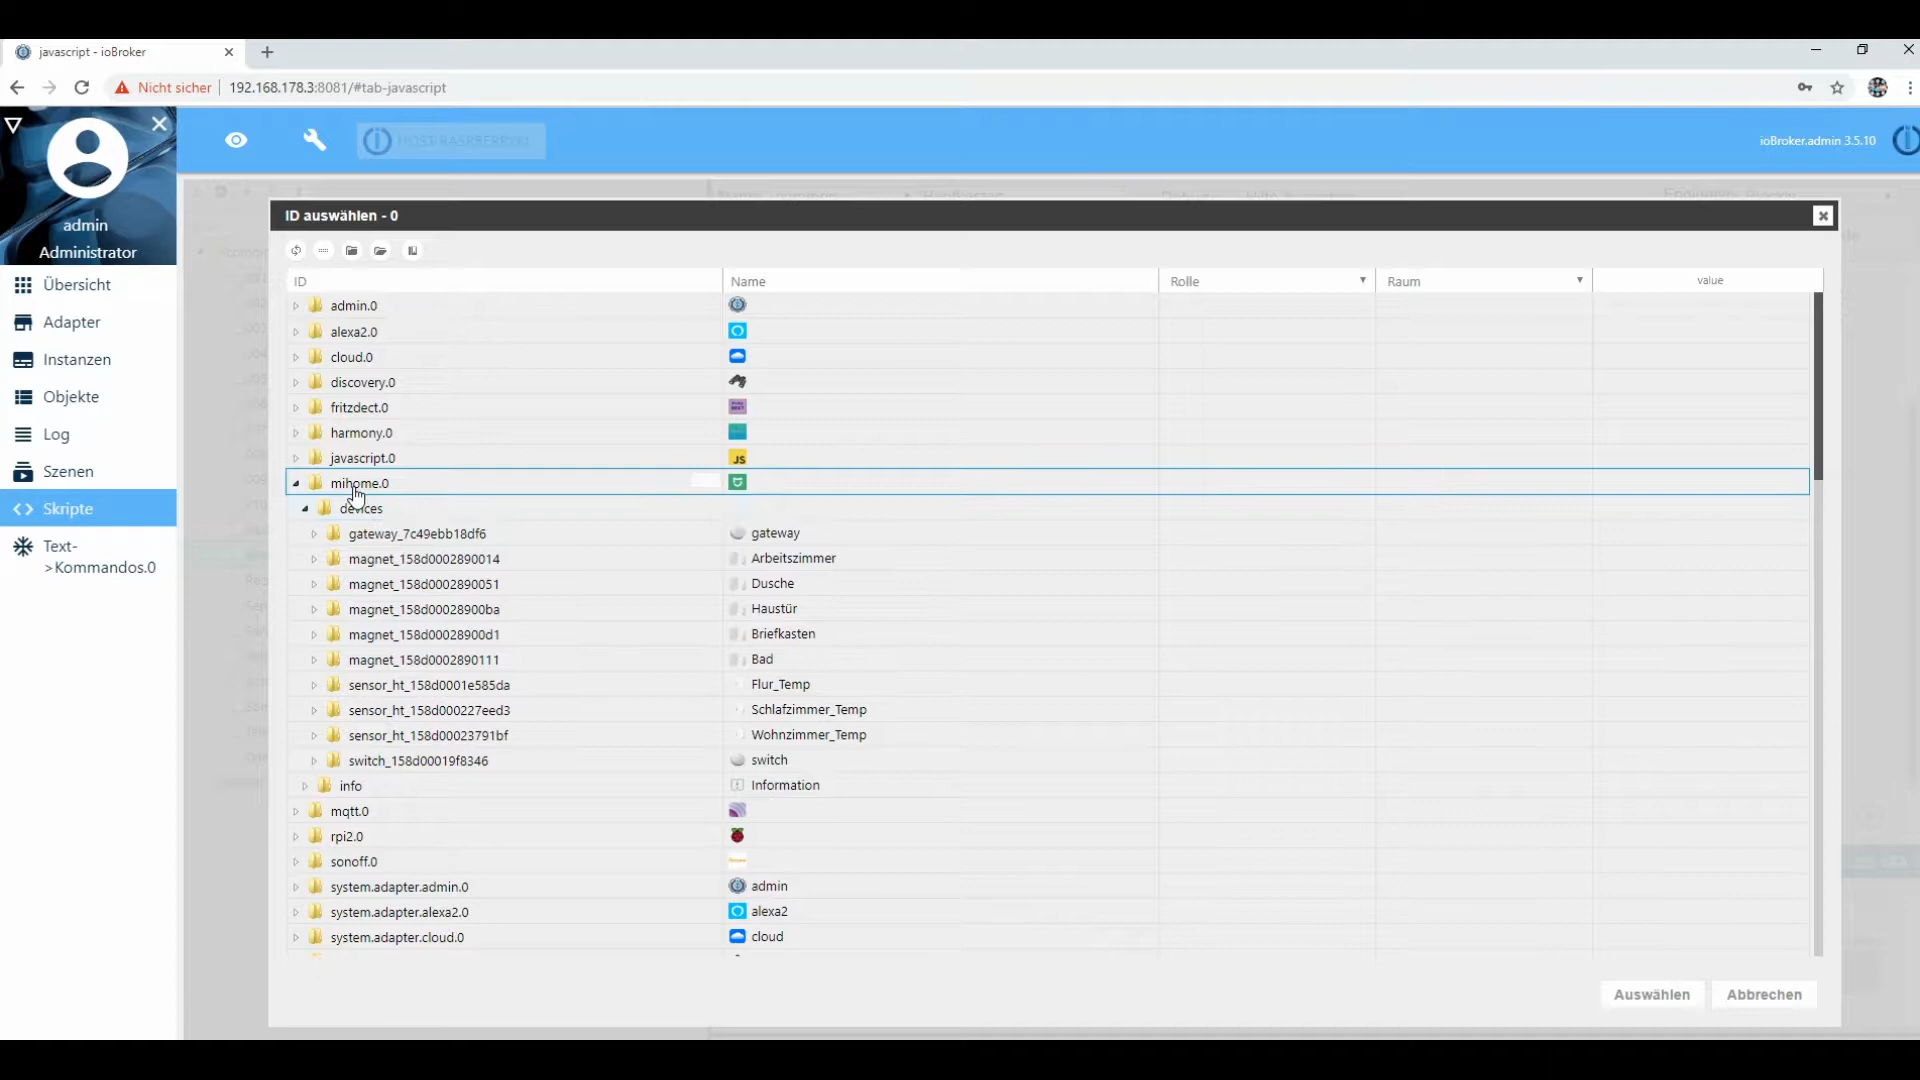 javascript - ioBroker
Nicht sicher
192.168.178.3:8081/#tab-javascript
HOST RASPBERRYPI
ioBroker.admin 3.5.10
admin
Administrator
Übersicht
Adapter
Instanzen
Objekte
Log
Szenen
Skripte
Text-
>Kommandos.0
ID auswählen - 0
ID Name Rolle Raum value
admin.0
alexa2.0
cloud.0
discovery.0
fritzdect.0
harmony.0
javascript.0 JS
mihome.0
devices
gateway_7c49ebb18df6 gateway
magnet_158d0002890014 Arbeitszimmer
magnet_158d0002890051 Dusche
magnet_158d00028900ba Haustür
magnet_158d00028900d1 Briefkasten
magnet_158d0002890111 Bad
sensor_ht_158d0001e585da Flur_Temp
sensor_ht_158d000227eed3 Schlafzimmer_Temp
sensor_ht_158d00023791bf Wohnzimmer_Temp
switch_158d00019f8346 switch
info Information
mqtt.0
rpi2.0
sonoff.0
system.adapter.admin.0 admin
system.adapter.alexa2.0 alexa2
system.adapter.cloud.0 cloud
Auswählen
Abbrechen